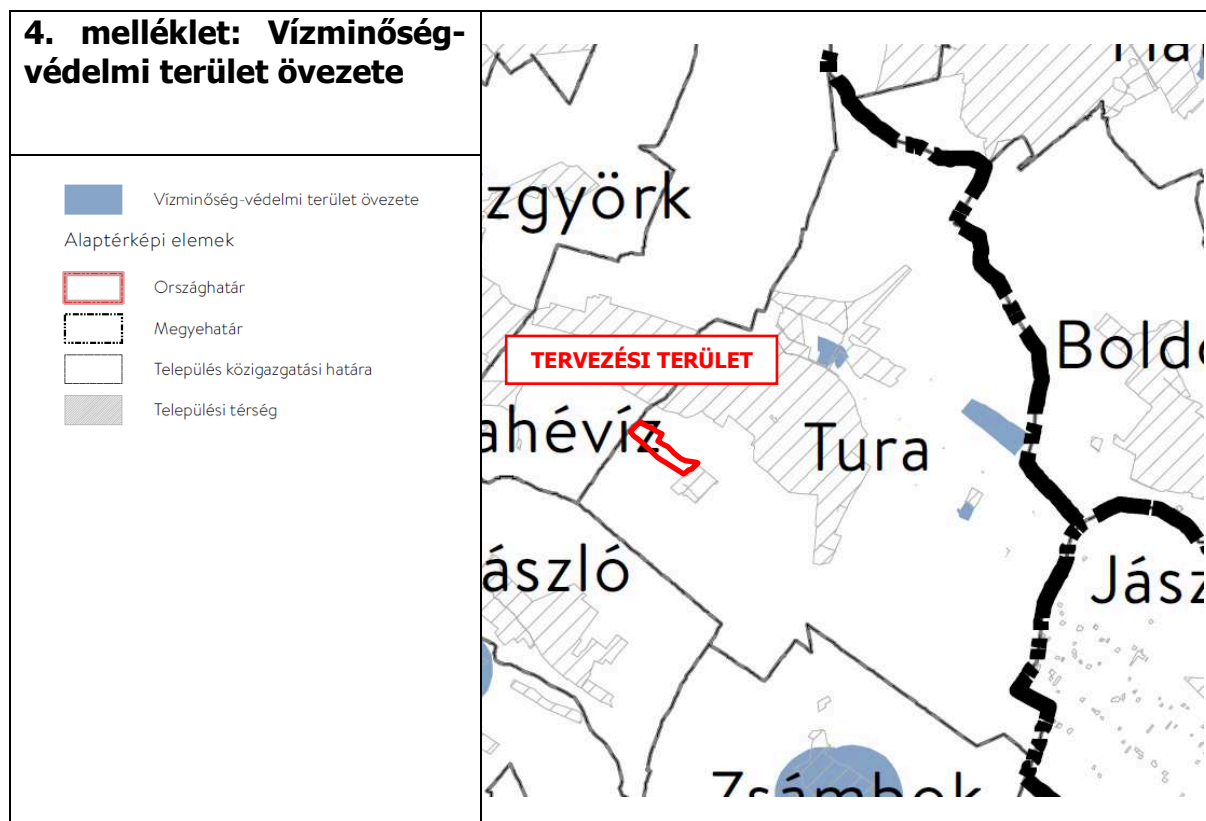 4. melléklet: Vízminőség-
védelmi terület övezete
Vízminőség-védelmi terület övezete
Alaptérképi elemek
Országhatár
Megyehatár
Település közigazgatási határa
Települési térség
zgyörk
TERVEZÉSI TERÜLET
Bold
ahévíz
Tura
ászló
Jász
Zsámbok